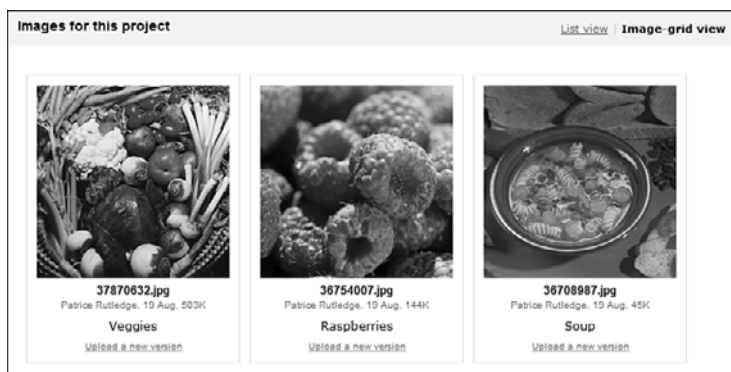 Images for this project
List view | Image-grid view
37870632.jpg
Patrice Rutledge, 19 Aug, 503K
Veggies
Upload a new version
36754007.jpg
Patrice Rutledge, 19 Aug, 144K
Raspberries
Upload a new version
36708987.jpg
Patrice Rutledge, 19 Aug, 45K
Soup
Upload a new version